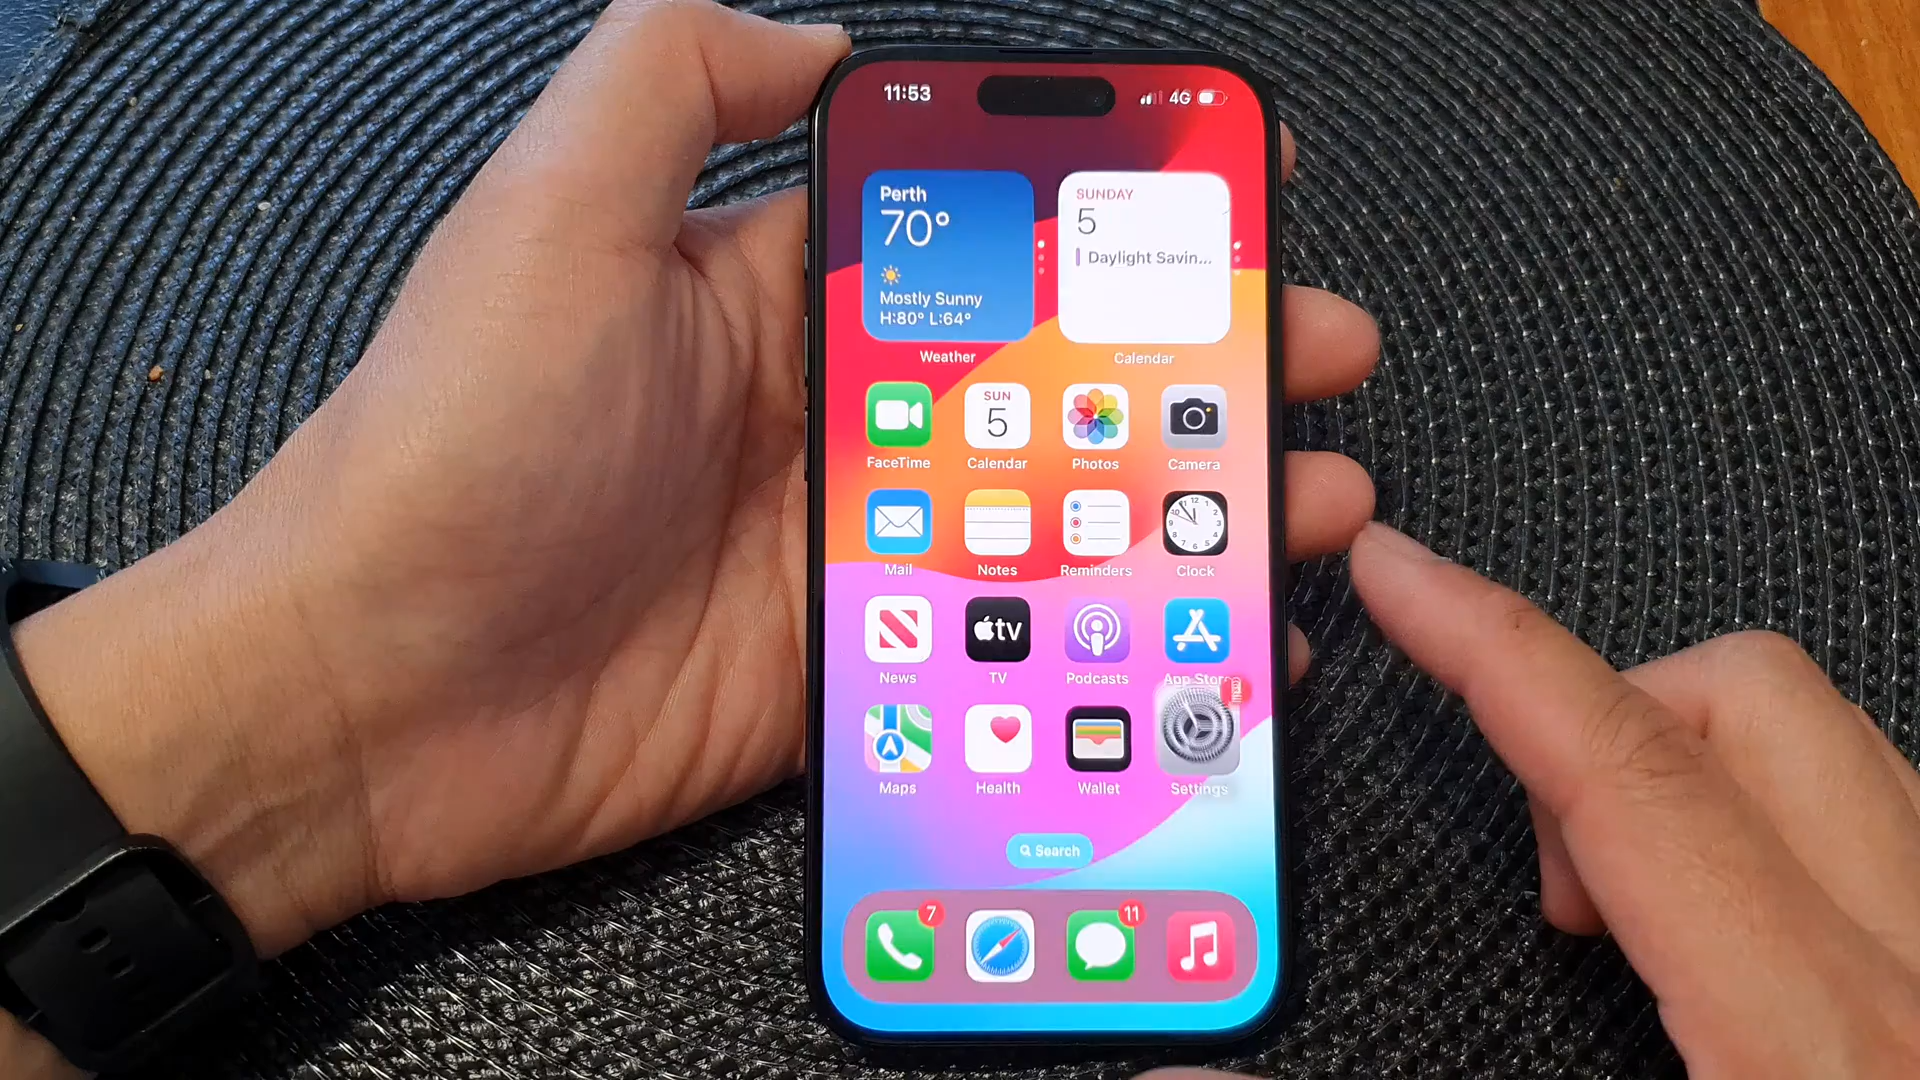 11:53
4G
Perth
70°
Mostly Sunny
H:80° L:64°
Weather
SUNDAY
5
Daylight Savin...
Calendar
FaceTime
SUN
5
Calendar
Photos
Camera
Mail
Notes
Reminders
Clock
News
tv
TV
Podcasts
App Store
Maps
Health
Wallet
Settings
Search
7
11